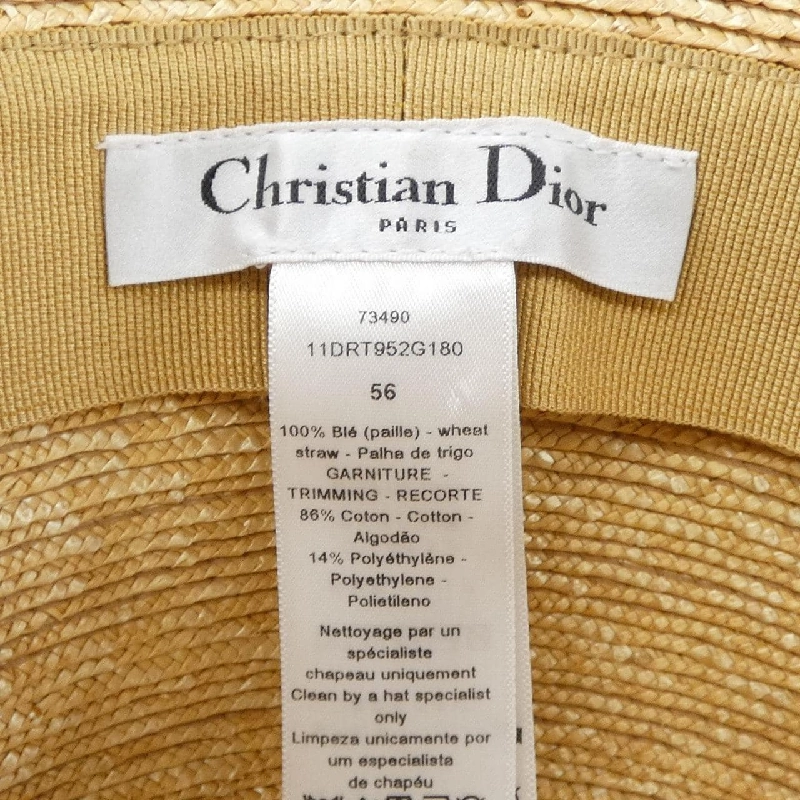 Christian Dior
PARIS
73490
11DRT952G180
56
100% Blé (paille) - wheat
straw - Palha de trigo
GARNITURE -
TRIMMING - RECORTE
86% Coton - Cotton -
Algodão
14% Polyéthylène -
Polyethylene -
Polietileno
Nettoyage par un
spécialiste
chapeau uniquement
Clean by a hat specialist
only
Limpeza unicamente por
um especialista
de chapéu